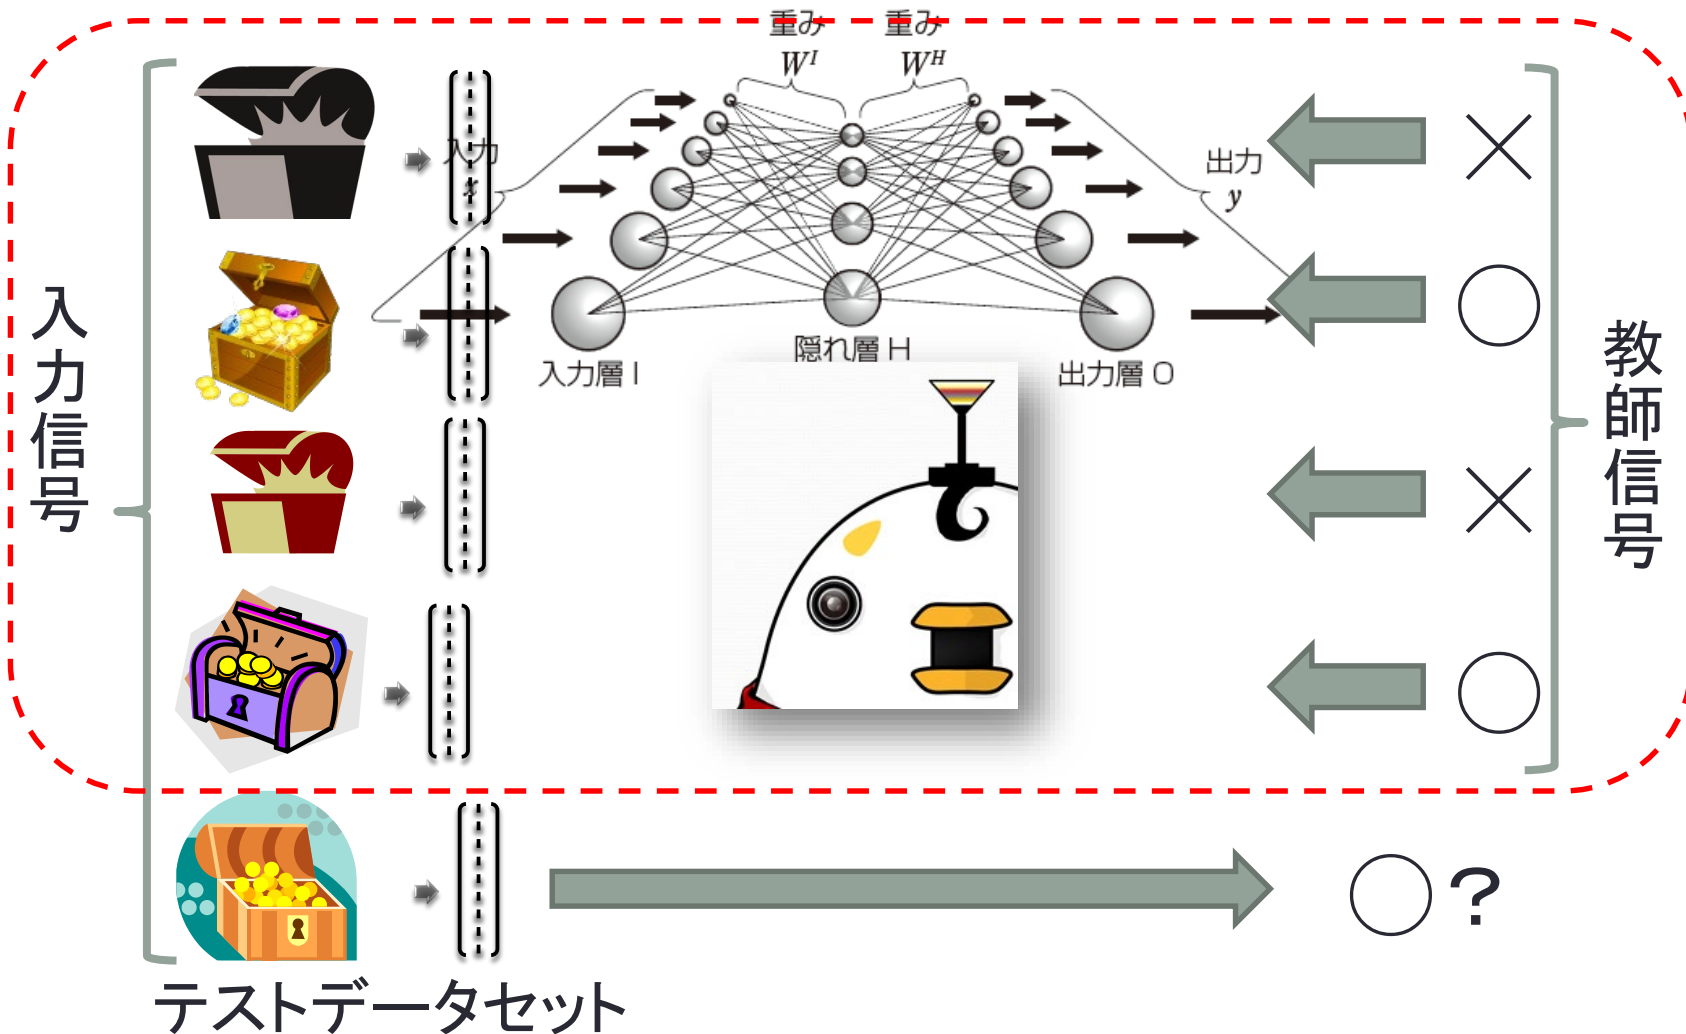 重み 重み
W^I W^H
入力
x
出力
y
隠れ層 H
入力層 I
出力層 O
入力信号
教師信号
○?
テストデータセット